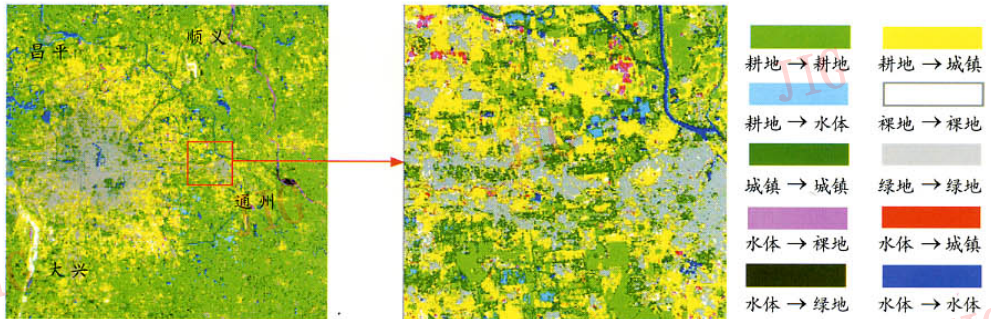 昌平
顺义
通州
大兴
耕地 → 耕地
耕地 → 城镇
耕地 → 水体
裸地 → 裸地
城镇 → 城镇
绿地 → 绿地
水体 → 裸地
水体 → 城镇
水体 → 绿地
水体 → 水体
JIG